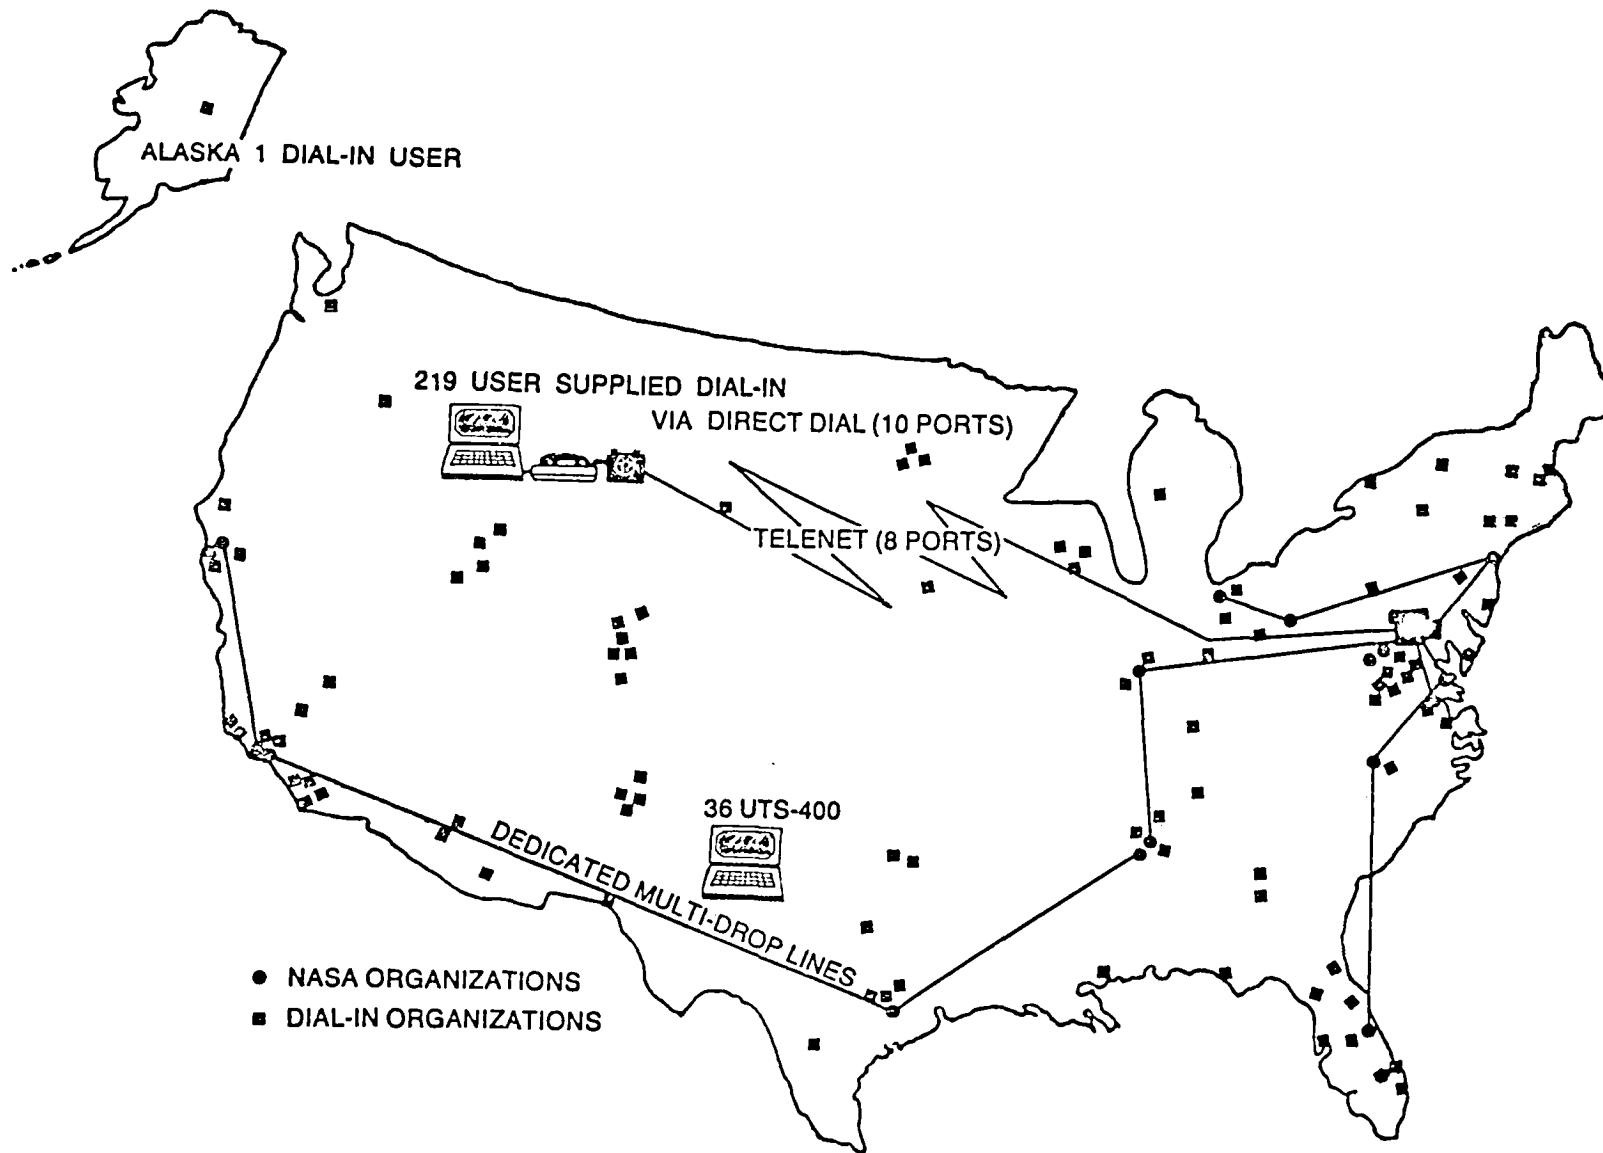 ALASKA 1 DIAL-IN USER
219 USER SUPPLIED DIAL-IN
VIA DIRECT DIAL (10 PORTS)
TELENET (8 PORTS)
36 UTS-400
DEDICATED MULTI-DROP LINES
● NASA ORGANIZATIONS
■ DIAL-IN ORGANIZATIONS